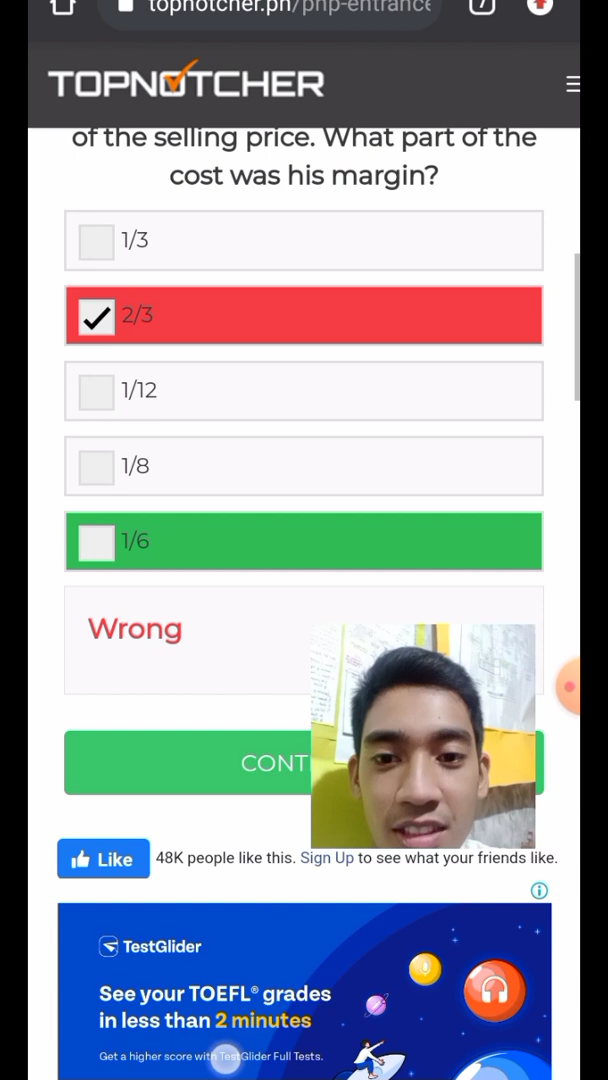 topnotcher.ph/php-entrance
7
TOPNOTCHER
of the selling price. What part of the
cost was his margin?
1/3
2/3
1/12
1/8
1/6
Wrong
CONT
Like
48K people like this. Sign Up to see what your friends like.
TestGlider
See your TOEFL® grades
in less than 2 minutes
Get a higher score with TestGlider Full Tests.